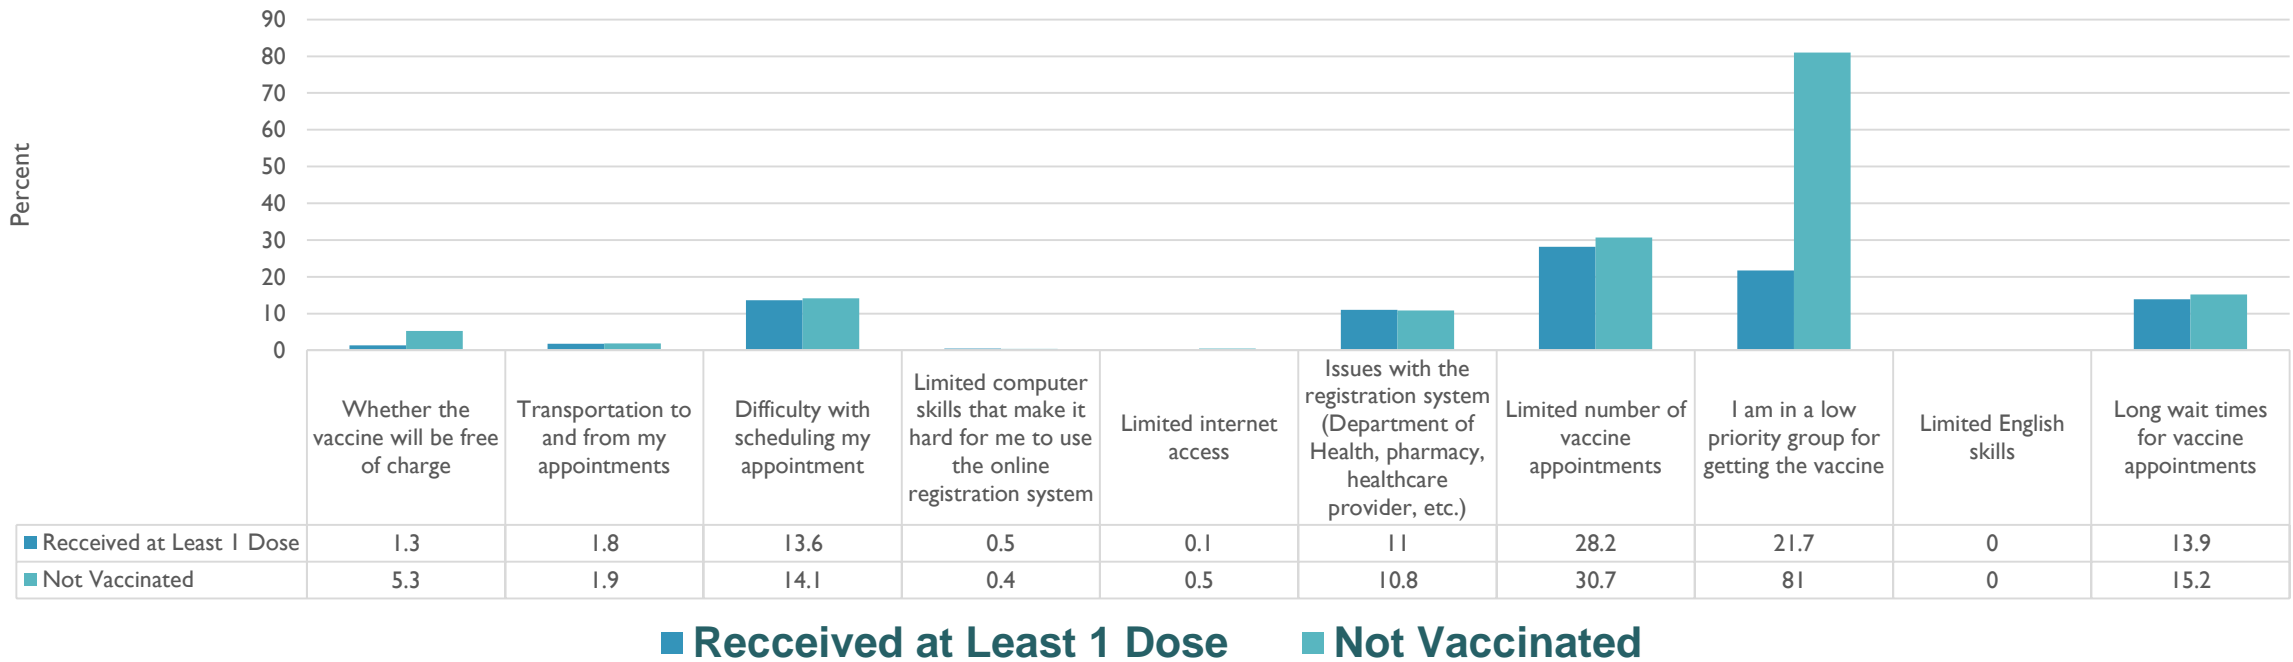 Percent
90
80
70
60
50
40
30
20
10
0
Whether the
vaccine will be free
of charge
Transportation to
and from my
appointments
Difficulty with
scheduling my
appointment
Limited computer
skills that make it
hard for me to use
the online
registration system
Limited internet
access
Issues with the
registration system
(Department of
Health, pharmacy,
healthcare
provider, etc.)
Limited number of
vaccine
appointments
I am in a low
priority group for
getting the vaccine
Limited English
skills
Long wait times
for vaccine
appointments
Recceived at Least 1 Dose 1.3 1.8 13.6 0.5 0.1 11 28.2 21.7 0 13.9
Not Vaccinated 5.3 1.9 14.1 0.4 0.5 10.8 30.7 81 0 15.2
Recceived at Least 1 Dose Not Vaccinated